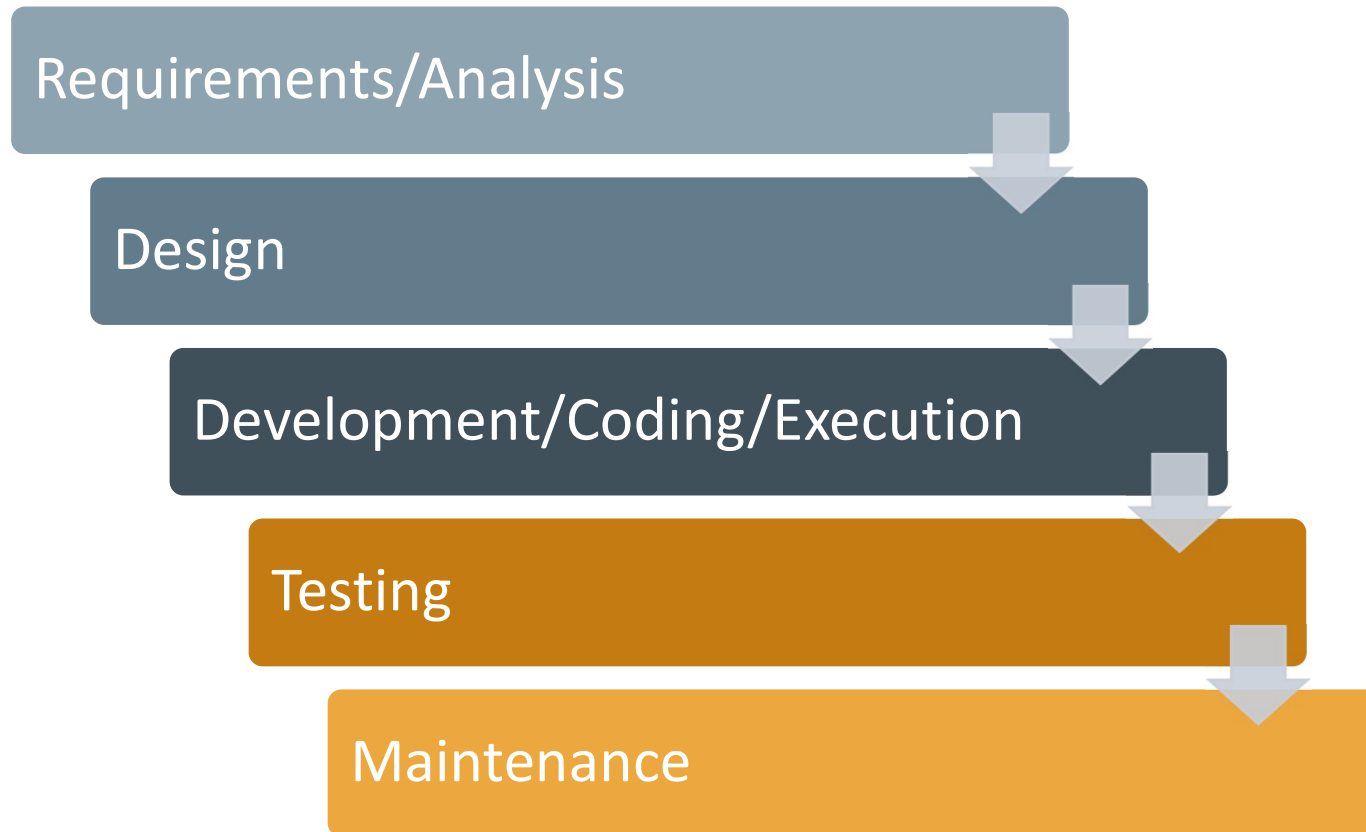 Requirements/Analysis
Design
Development/Coding/Execution
Testing
Maintenance